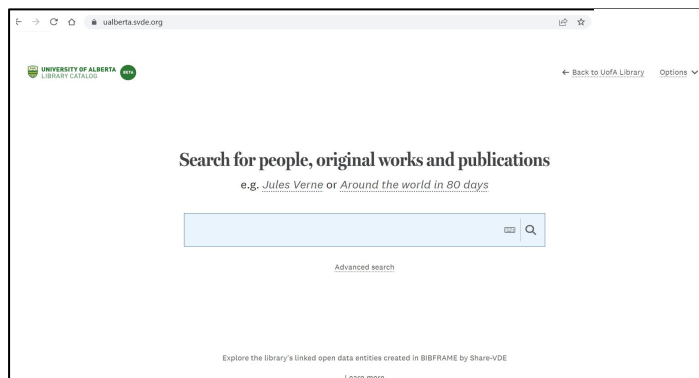 ualberta.svde.org
UNIVERSITY OF ALBERTA
LIBRARY CATALOG
BETA
← Back to UofA Library Options
Search for people, original works and publications
e.g. Jules Verne or Around the world in 80 days
Advanced search
Explore the library's linked open data entities created in BIBFRAME by Share-VDE
Learn more